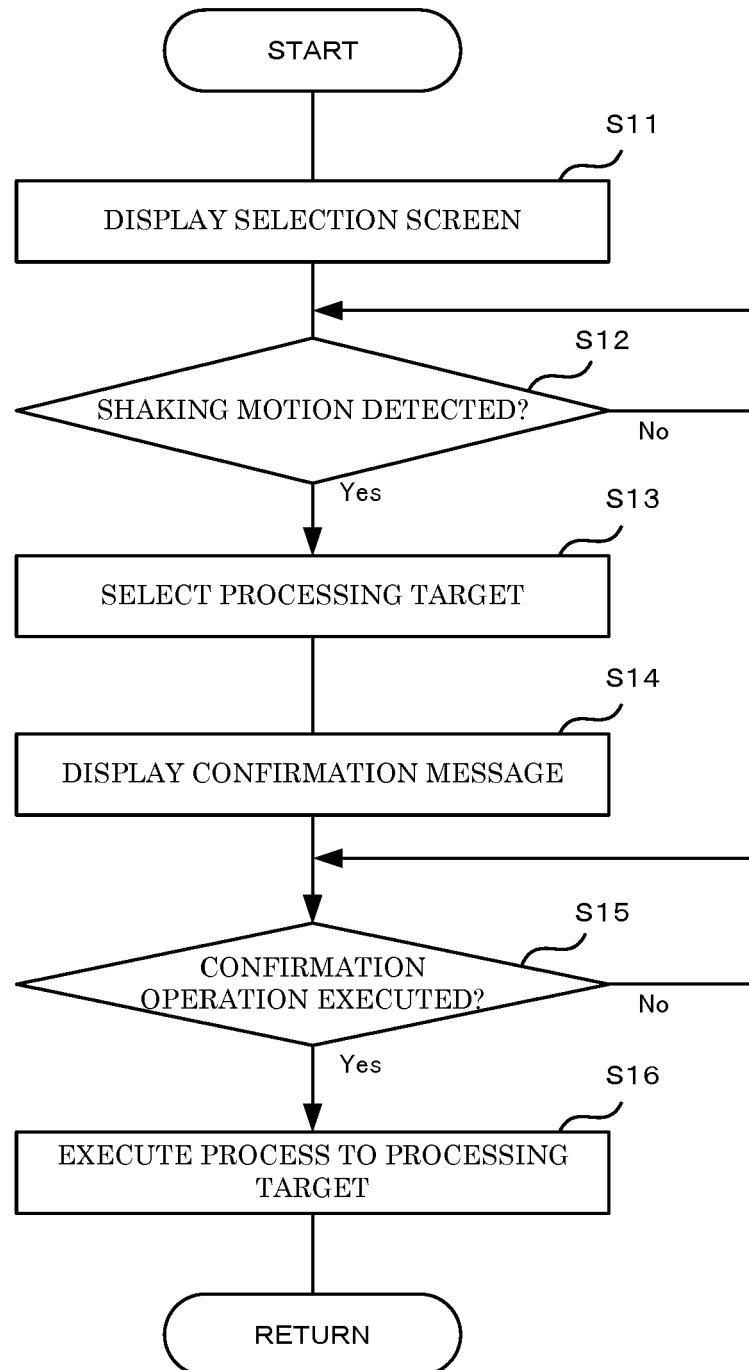 START
S11
DISPLAY SELECTION SCREEN
S12
SHAKING MOTION DETECTED?
No
Yes
S13
SELECT PROCESSING TARGET
S14
DISPLAY CONFIRMATION MESSAGE
S15
CONFIRMATION
OPERATION EXECUTED?
No
Yes
S16
EXECUTE PROCESS TO PROCESSING
TARGET
RETURN